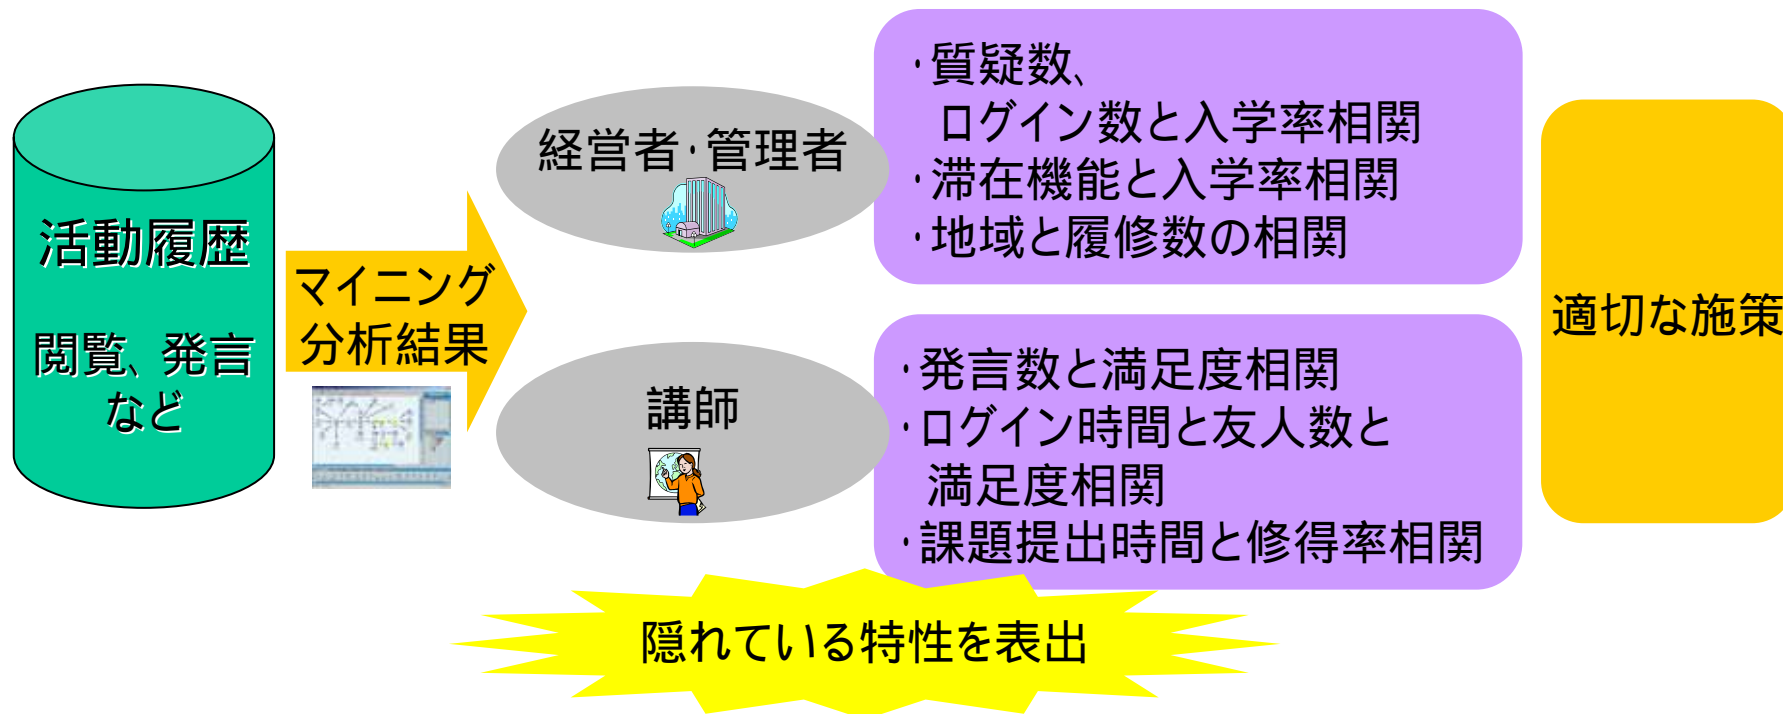 活動履歴
閲覧、発言
など
マイニング
分析結果
経営者・管理者
・質疑数、
ログイン数と入学率相関
・滞在機能と入学率相関
・地域と履修数の相関
講師
・発言数と満足度相関
・ログイン時間と友人数と
満足度相関
・課題提出時間と修得率相関
適切な施策
隠れている特性を表出